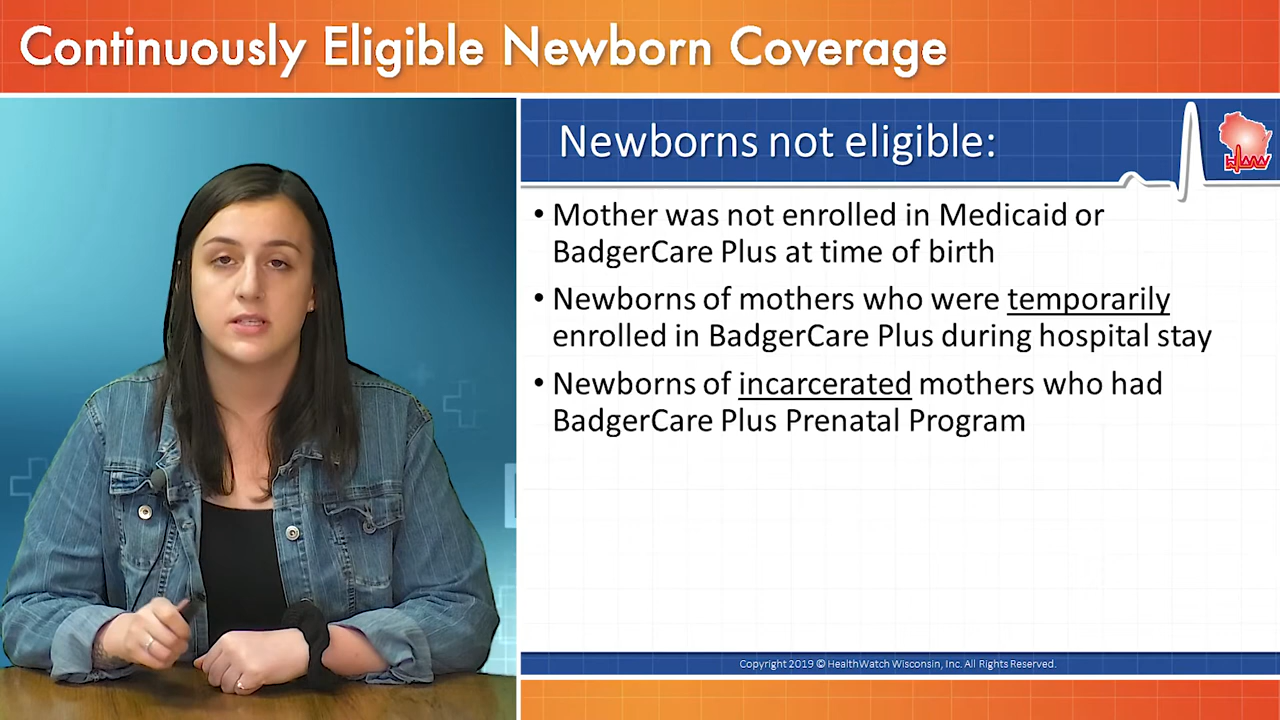 Continuously Eligible Newborn Coverage
Newborns not eligible:
• Mother was not enrolled in Medicaid or
BadgerCare Plus at time of birth
• Newborns of mothers who were temporarily
enrolled in BadgerCare Plus during hospital stay
• Newborns of incarcerated mothers who had
BadgerCare Plus Prenatal Program
Copyright 2019 © HealthWatch Wisconsin, Inc. All Rights Reserved.